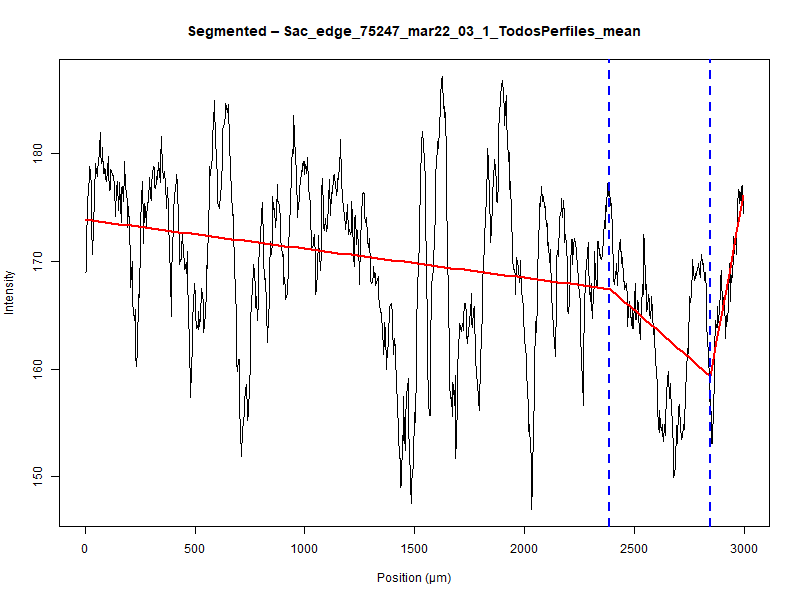 Segmented – Sac_edge_75247_mar22_03_1_TodosPerfiles_mean
Intensity
180
170
160
150
0 500 1000 1500 2000 2500 3000
Position (µm)